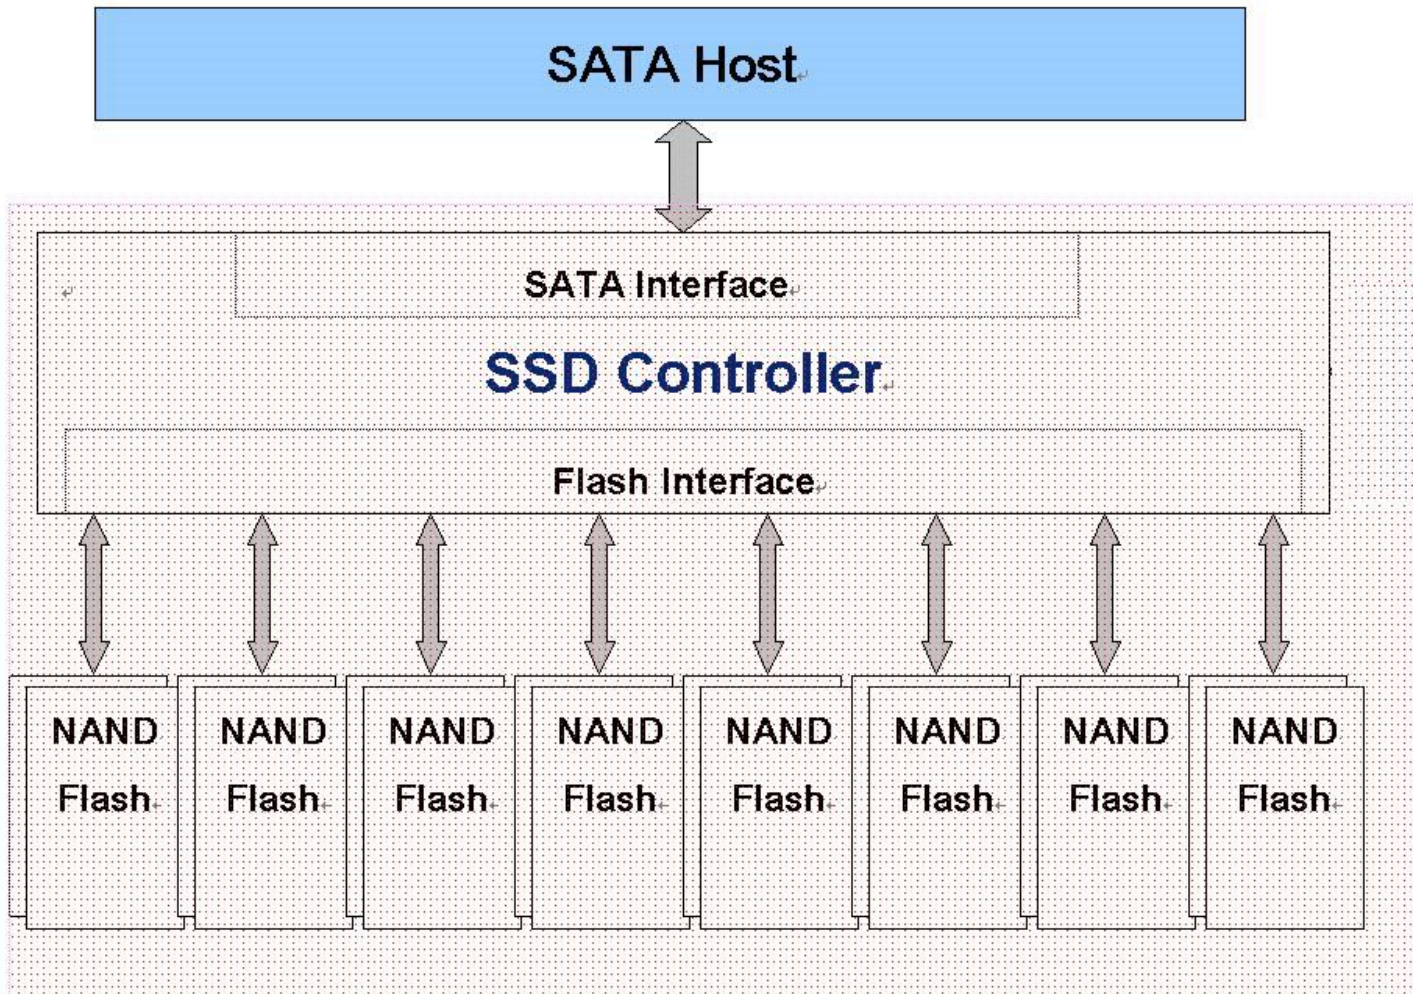 SATA Host
SATA Interface
SSD Controller
Flash Interface
NAND NAND NAND NAND NAND NAND NAND NAND
Flash Flash Flash Flash Flash Flash Flash Flash